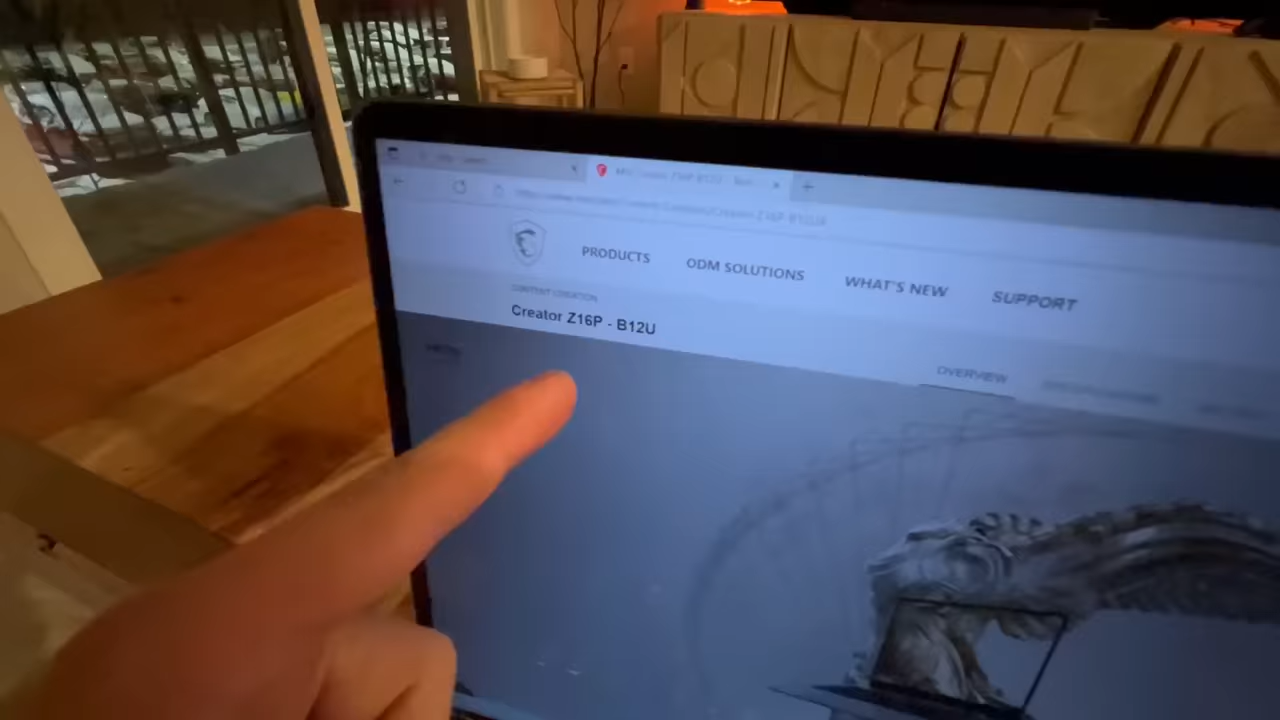 PRODUCTS
ODM SOLUTIONS
WHAT'S NEW
SUPPORT
CONTENT CREATION
Creator Z16P - B12U
OVERVIEW